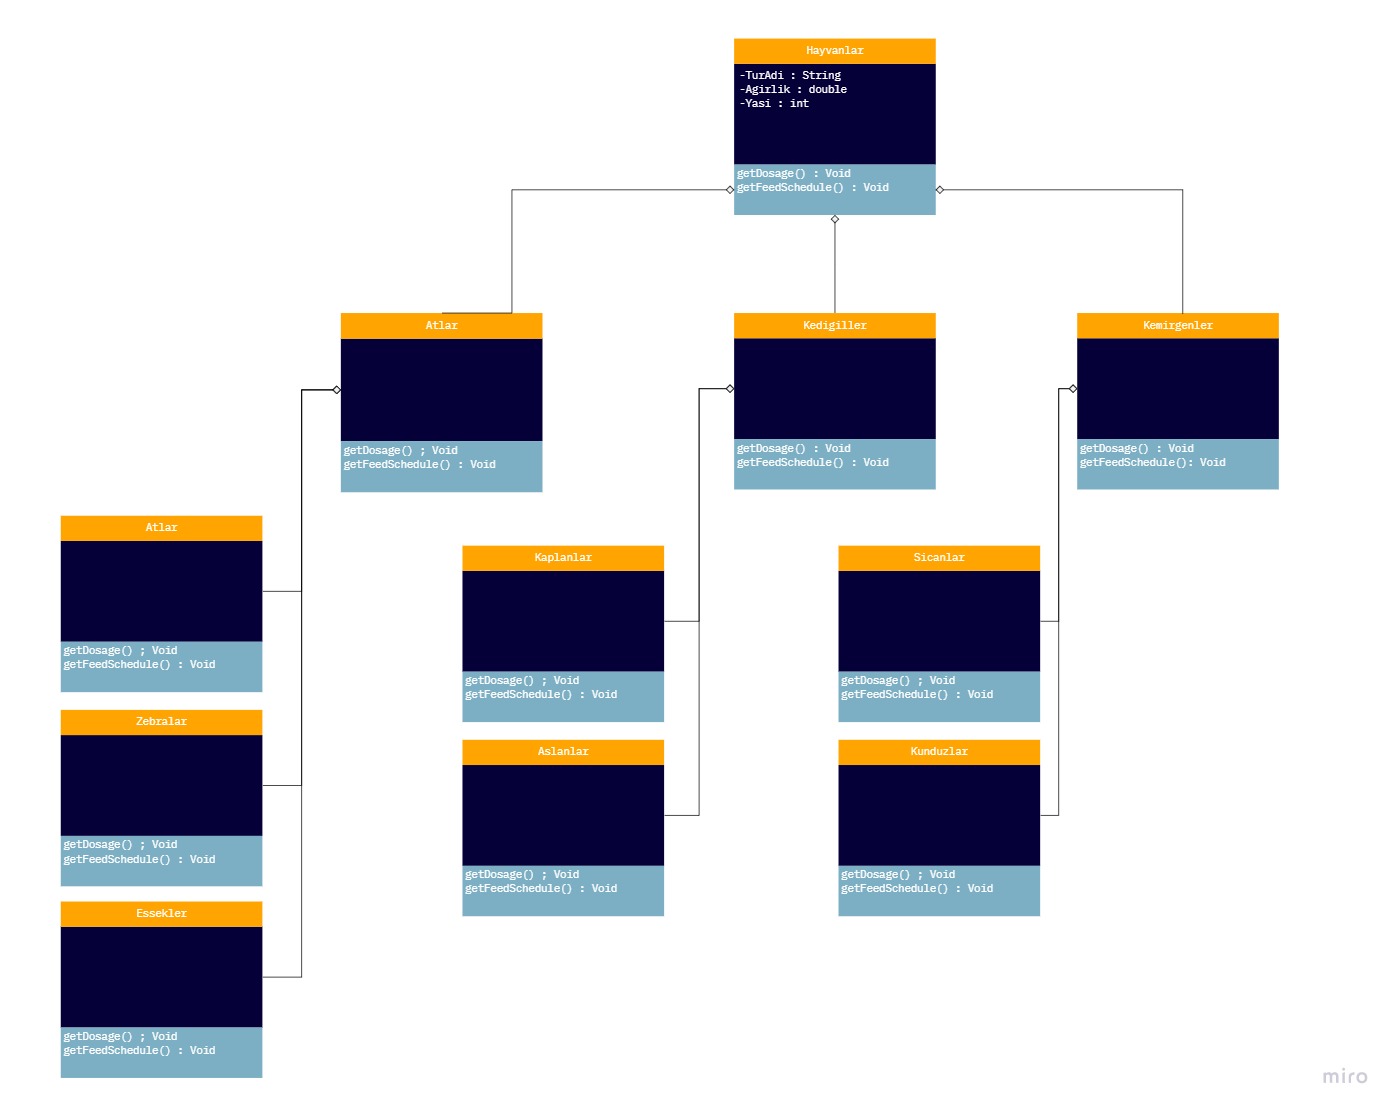 Hayvanlar
-TurAdi : String
-Agirlik : double
-Yasi : int
getDosage() : Void
getFeedSchedule() : Void
Atlar
getDosage() ; Void
getFeedSchedule() : Void
Kedigiller
getDosage() : Void
getFeedSchedule() : Void
Kemirgenler
getDosage() : Void
getFeedSchedule(): Void
Atlar
getDosage() ; Void
getFeedSchedule() : Void
Kaplanlar
getDosage() ; Void
getFeedSchedule() : Void
Sicanlar
getDosage() ; Void
getFeedSchedule() : Void
Zebralar
getDosage() ; Void
getFeedSchedule() : Void
Aslanlar
getDosage() ; Void
getFeedSchedule() : Void
Kunduzlar
getDosage() ; Void
getFeedSchedule() : Void
Essekler
getDosage() ; Void
getFeedSchedule() : Void
miro